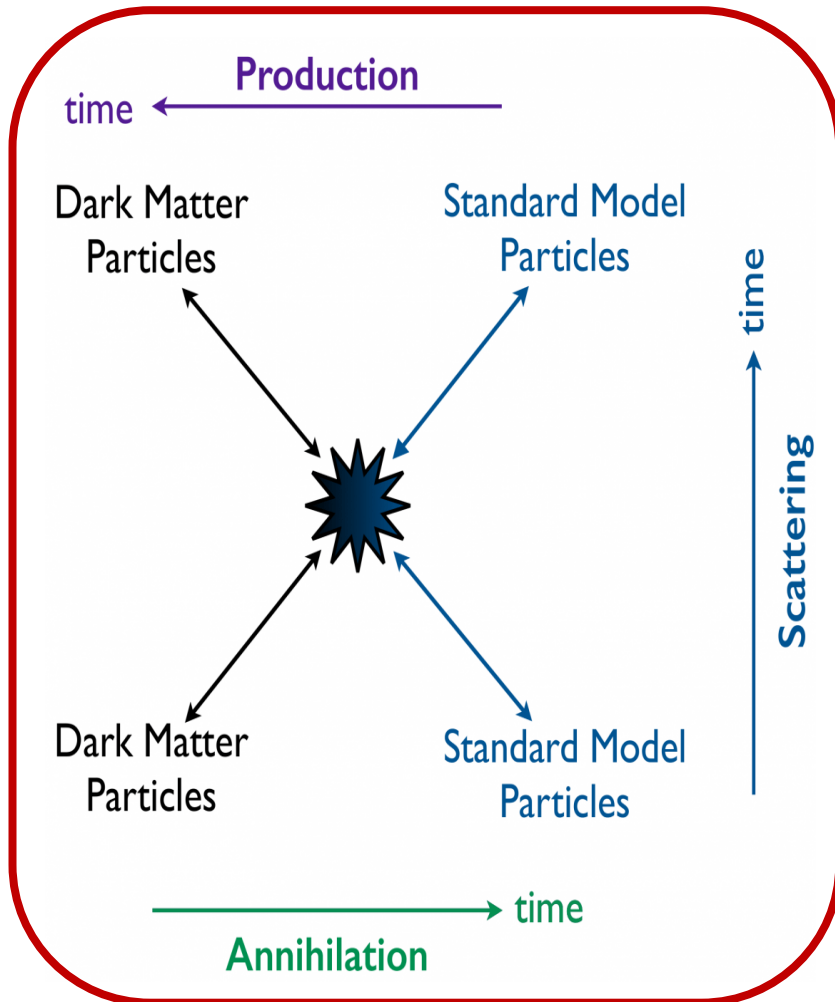 Production
time
Dark Matter
Particles
Standard Model
Particles
time
Scattering
Dark Matter
Particles
Standard Model
Particles
time
Annihilation